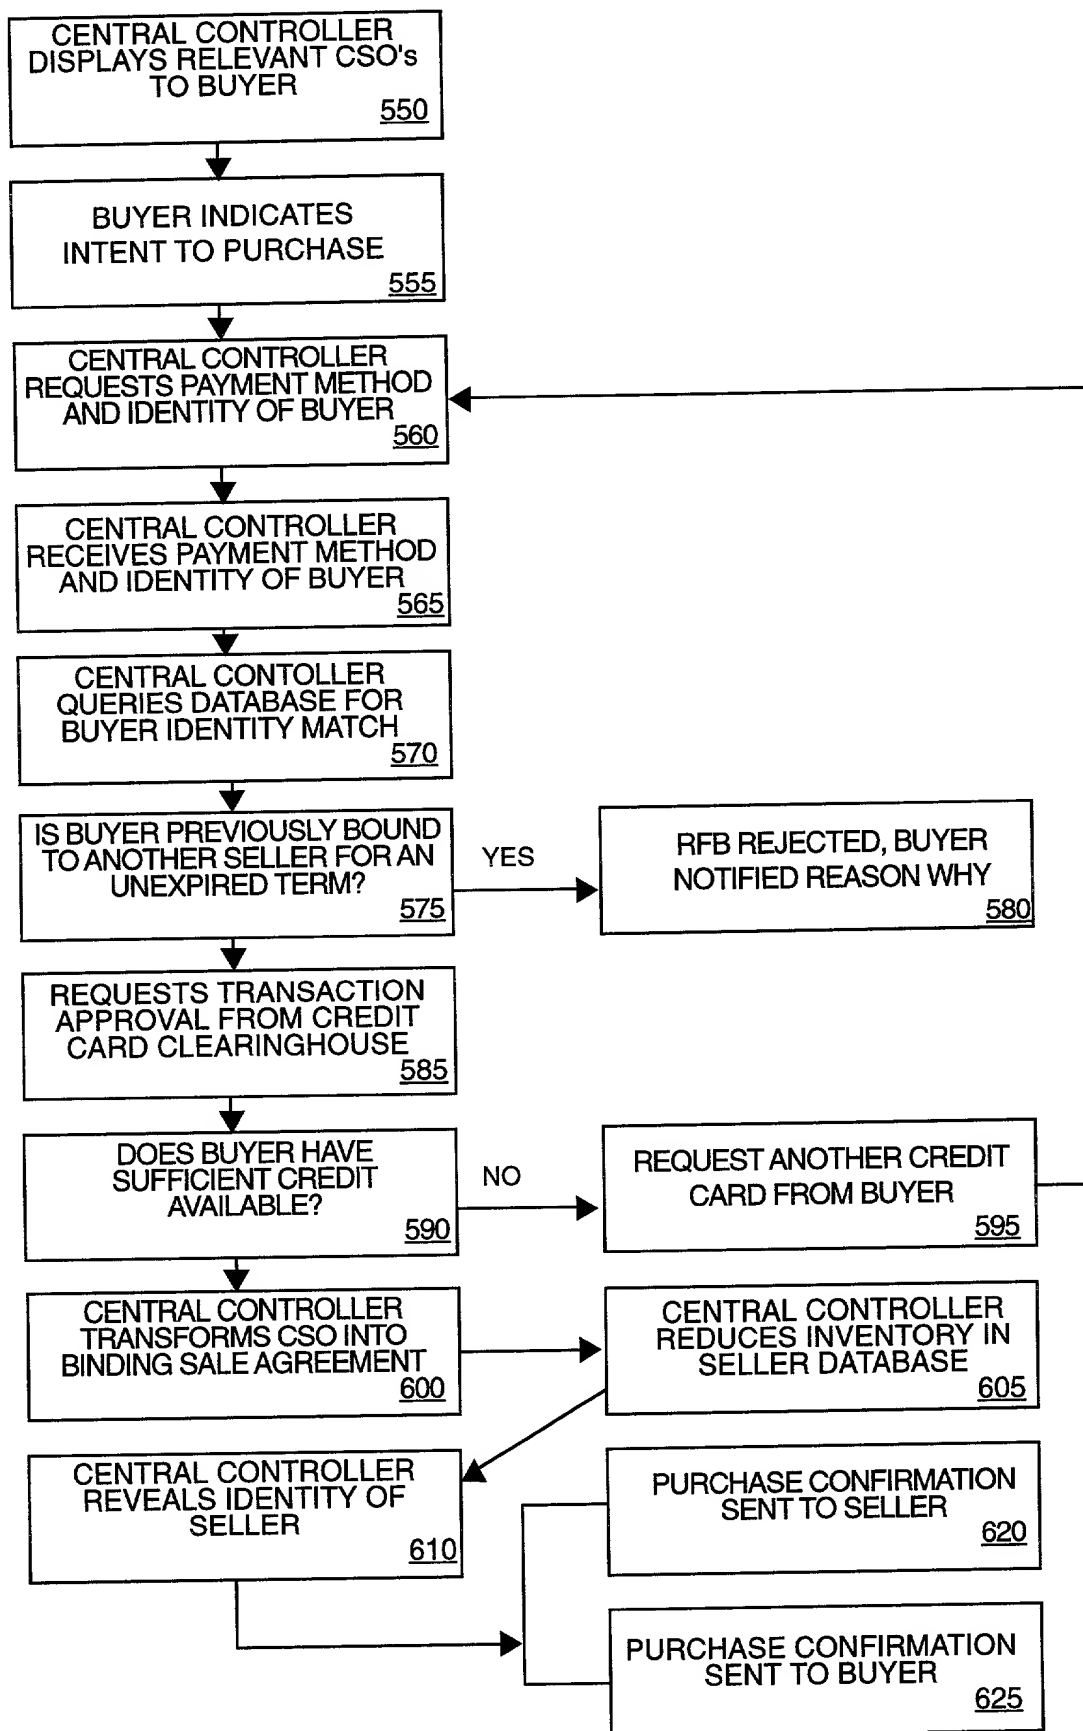 CENTRAL CONTROLLER
DISPLAYS RELEVANT CSO's
TO BUYER
550
BUYER INDICATES
INTENT TO PURCHASE
555
CENTRAL CONTROLLER
REQUESTS PAYMENT METHOD
AND IDENTITY OF BUYER
560
CENTRAL CONTROLLER
RECEIVES PAYMENT METHOD
AND IDENTITY OF BUYER
565
CENTRAL CONTOLLER
QUERIES DATABASE FOR
BUYER IDENTITY MATCH
570
IS BUYER PREVIOUSLY BOUND
TO ANOTHER SELLER FOR AN
UNEXPIRED TERM?
575
YES
RFB REJECTED, BUYER
NOTIFIED REASON WHY
580
REQUESTS TRANSACTION
APPROVAL FROM CREDIT
CARD CLEARINGHOUSE
585
DOES BUYER HAVE
SUFFICIENT CREDIT
AVAILABLE?
590
NO
REQUEST ANOTHER CREDIT
CARD FROM BUYER
595
CENTRAL CONTROLLER
TRANSFORMS CSO INTO
BINDING SALE AGREEMENT
600
CENTRAL CONTROLLER
REDUCES INVENTORY IN
SELLER DATABASE
605
CENTRAL CONTROLLER
REVEALS IDENTITY OF
SELLER
610
PURCHASE CONFIRMATION
SENT TO SELLER
620
PURCHASE CONFIRMATION
SENT TO BUYER
625